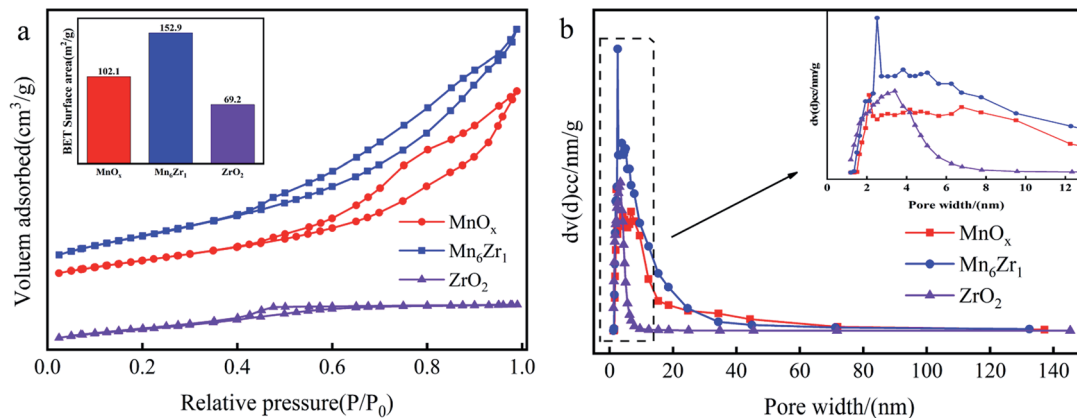 a
BET Surface area(m²/g)
102.1
152.9
69.2
MnOₓ
Mn₆Zr₁
ZrO₂
Voluem adsorbed(cm³/g)
MnOₓ
Mn₆Zr₁
ZrO₂
0.0 0.2 0.4 0.6 0.8 1.0
Relative pressure(P/P₀)
b
dv(d)cc/nm/g
dv(d)cc/nm/g
0 2 4 6 8 10 12
Pore width/(nm)
MnOₓ
Mn₆Zr₁
ZrO₂
0 20 40 60 80 100 120 140
Pore width/(nm)